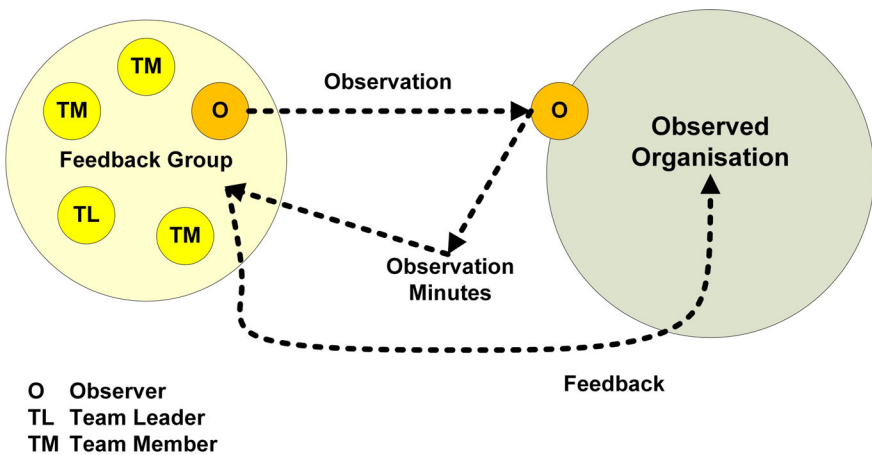 TM
TM
O
Feedback Group
TL
TM
Observation
O
Observed
Organisation
Observation
Minutes
Feedback
O Observer
TL Team Leader
TM Team Member